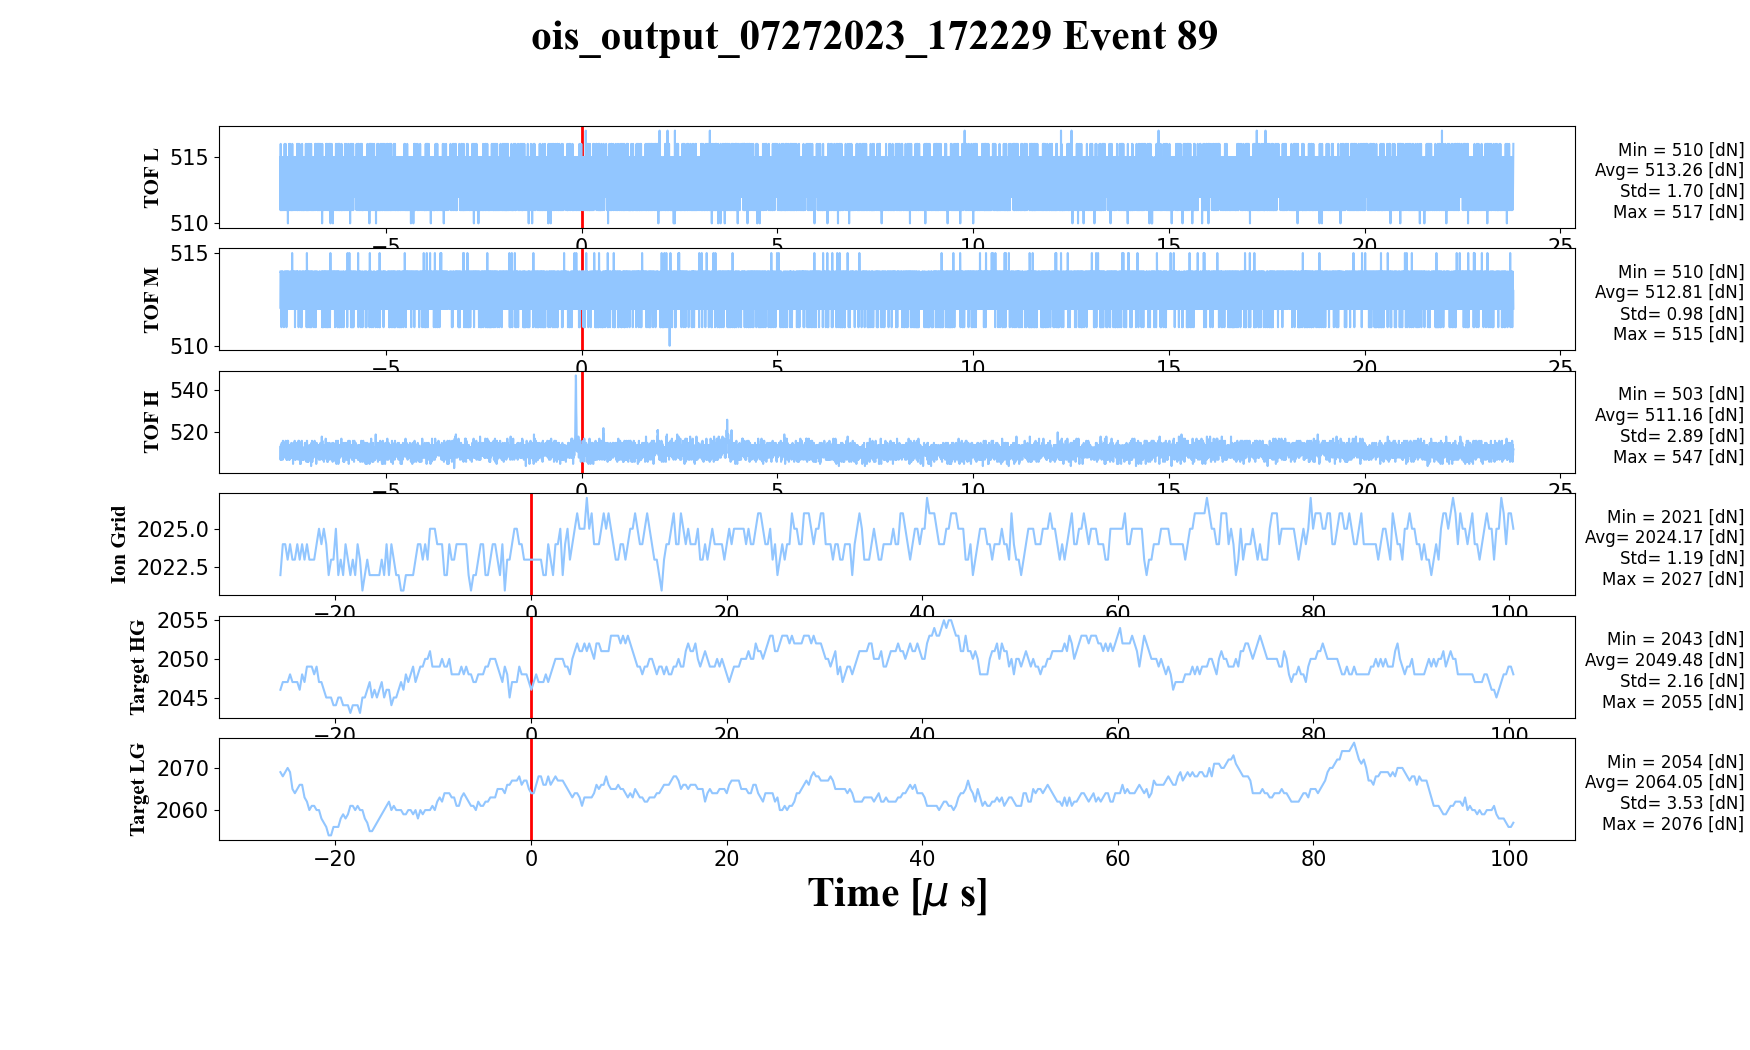 ois_output_07272023_172229 Event 89
TOF L
515
510
Min = 510 [dN]
Avg= 513.26 [dN]
Std= 1.70 [dN]
Max = 517 [dN]
−5 0 5 10 15 20 25
TOF M
515
510
Min = 510 [dN]
Avg= 512.81 [dN]
Std= 0.98 [dN]
Max = 515 [dN]
−5 0 5 10 15 20 25
TOF H
540
520
Min = 503 [dN]
Avg= 511.16 [dN]
Std= 2.89 [dN]
Max = 547 [dN]
−5 0 5 10 15 20 25
Ion Grid
2025.0
2022.5
Min = 2021 [dN]
Avg= 2024.17 [dN]
Std= 1.19 [dN]
Max = 2027 [dN]
−20 0 20 40 60 80 100
Target HG
2055
2050
2045
Min = 2043 [dN]
Avg= 2049.48 [dN]
Std= 2.16 [dN]
Max = 2055 [dN]
−20 0 20 40 60 80 100
Target LG
2070
2060
Min = 2054 [dN]
Avg= 2064.05 [dN]
Std= 3.53 [dN]
Max = 2076 [dN]
−20 0 20 40 60 80 100
Time [μ s]